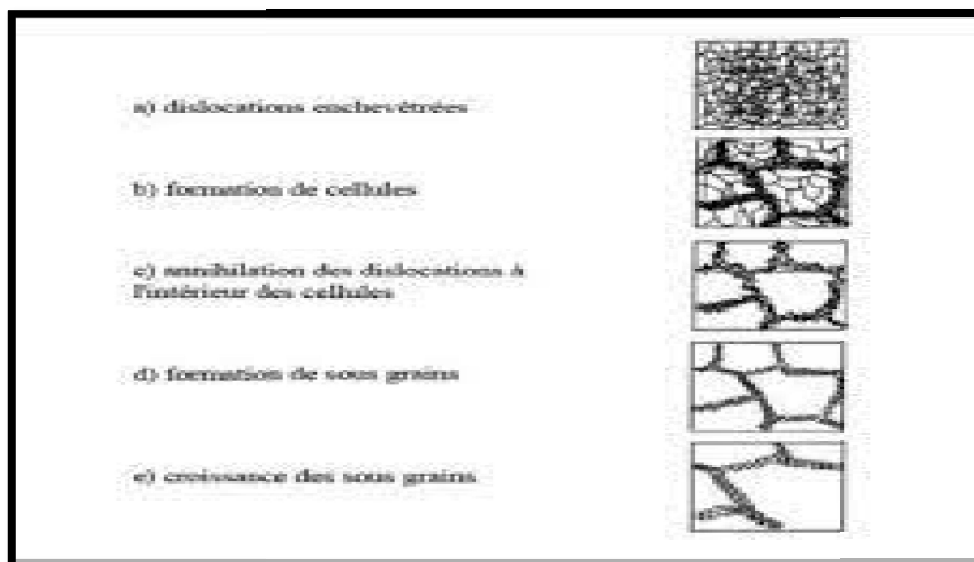 a) dislocations enchevêtrées
b) formation de cellules
c) annihilation des dislocations à
l'intérieur des cellules
d) formation de sous grains
e) croissance des sous grains